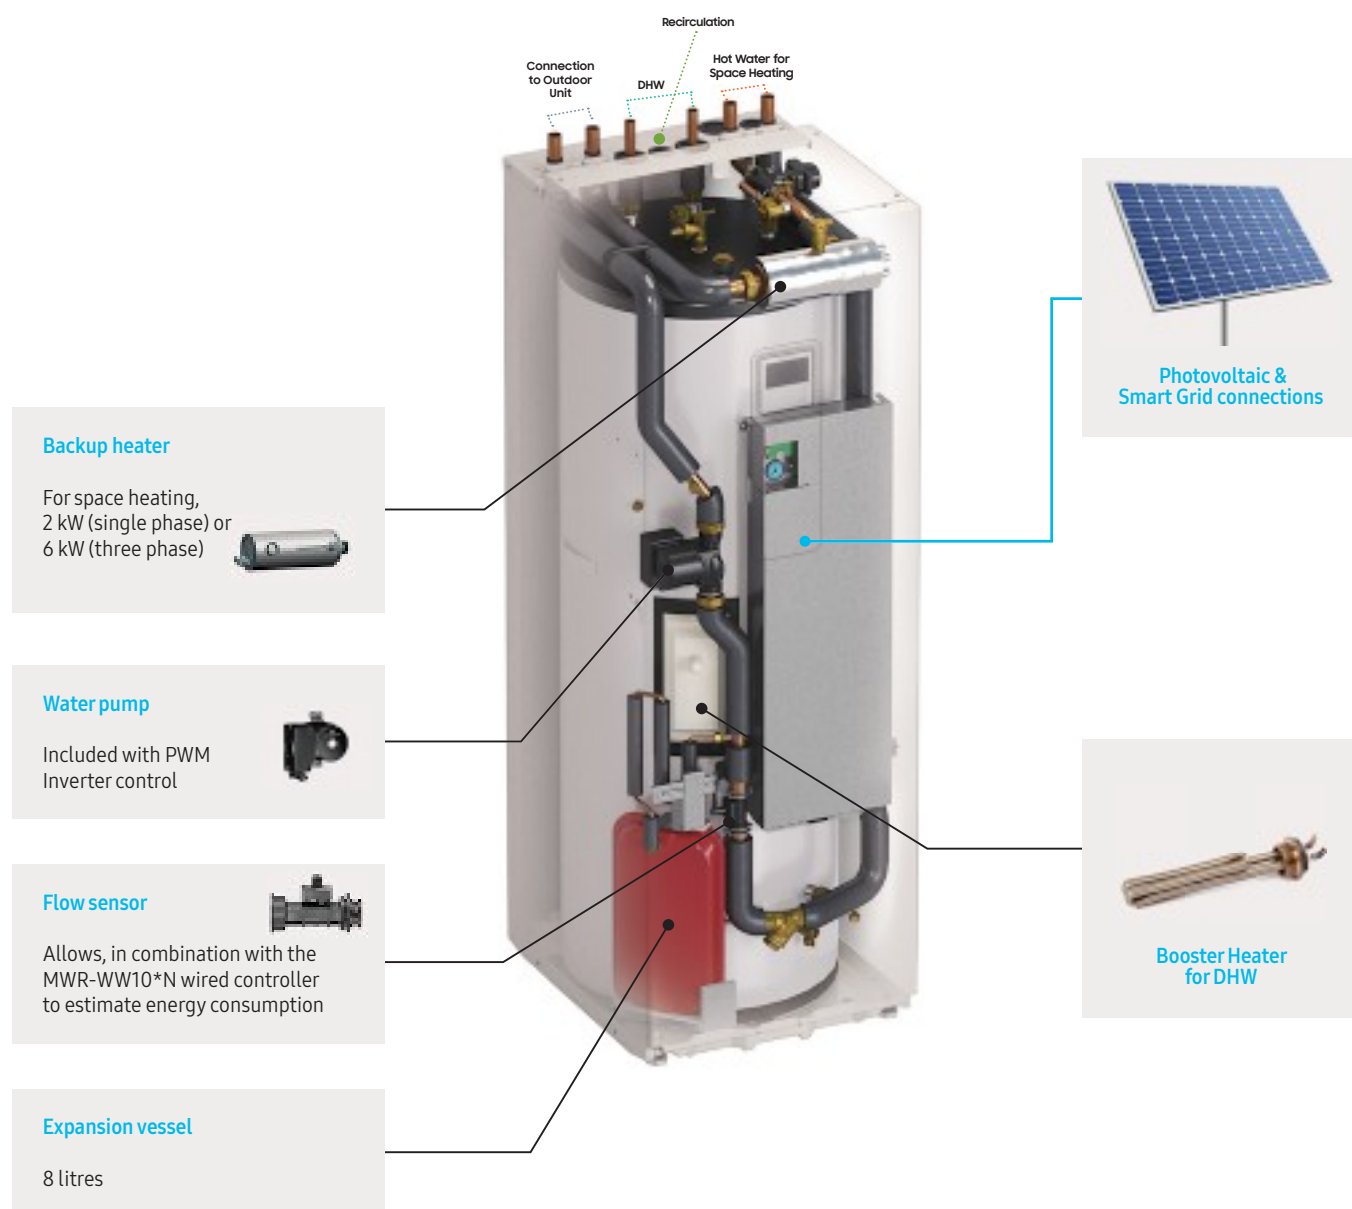 Recirculation
Connection
to Outdoor
Unit
DHW
Hot Water for
Space Heating
Photovoltaic &
Smart Grid connections
Backup heater
For space heating,
2 kW (single phase) or
6 kW (three phase)
Water pump
Included with PWM
Inverter control
Flow sensor
Allows, in combination with the
MWR-WW10*N wired controller
to estimate energy consumption
Booster Heater
for DHW
Expansion vessel
8 litres